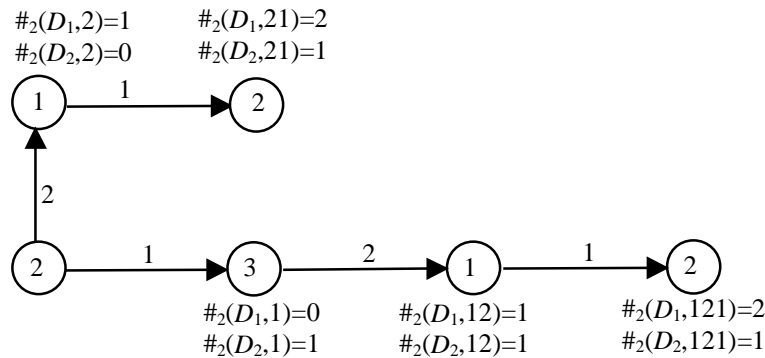 #₂(D₁,2)=1 #₂(D₁,21)=2
#₂(D₂,2)=0 #₂(D₂,21)=1
1 1 2
2
2 1 3 2 1 1 2
#₂(D₁,1)=0 #₂(D₁,12)=1 #₂(D₁,121)=2
#₂(D₂,1)=1 #₂(D₂,12)=1 #₂(D₂,121)=1